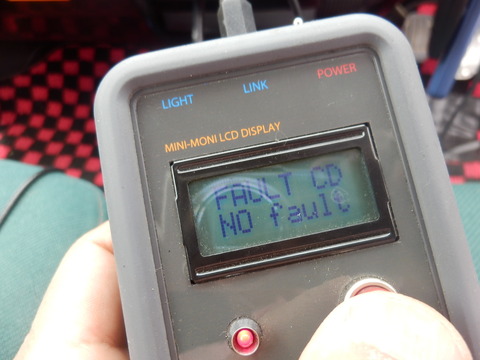 LIGHT LINK POWER
MINI-MONI LCD DISPLAY
FAULT CD
NO fault